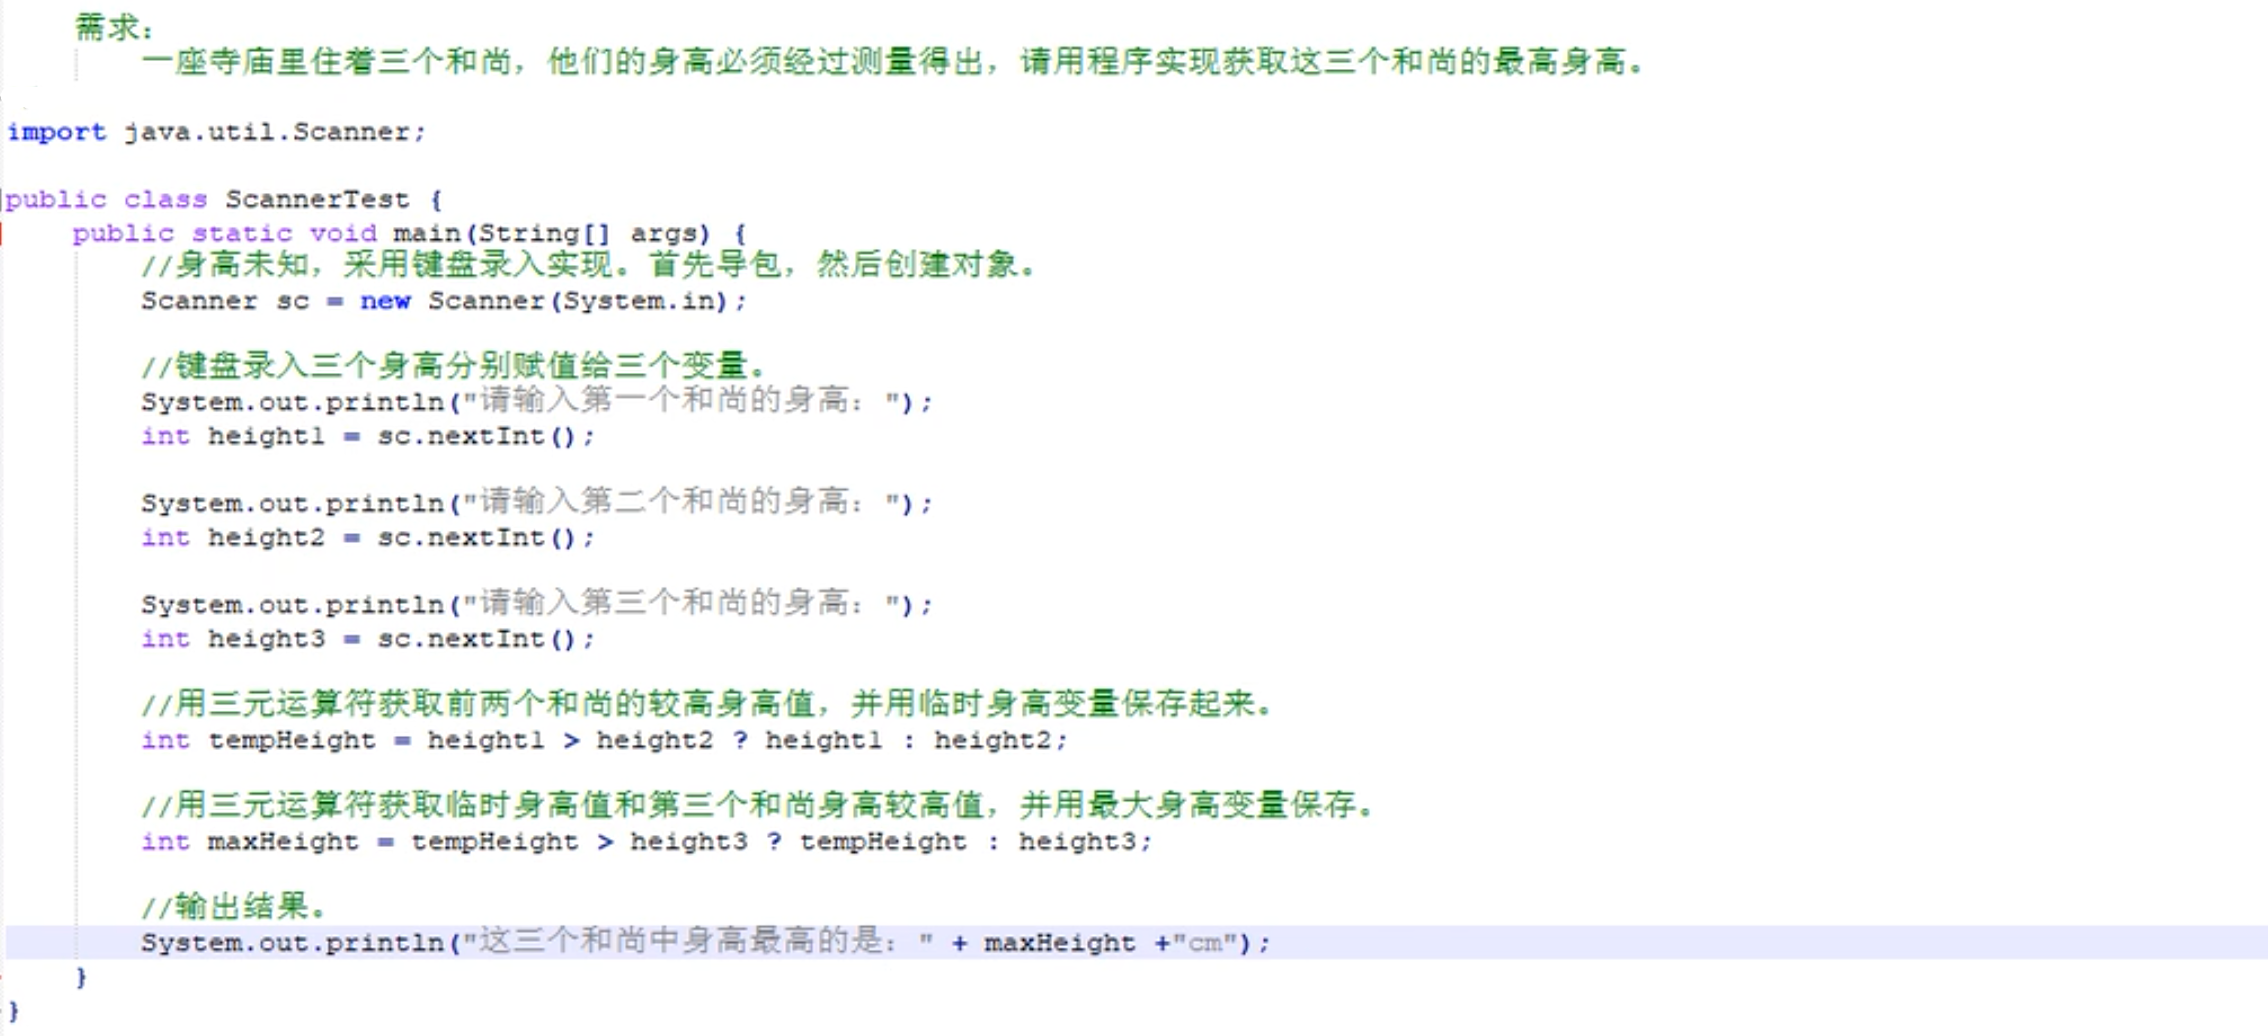 需求：
一座寺庙里住着三个和尚，他们的身高必须经过测量得出，请用程序实现获取这三个和尚的最高身高。
import java.util.Scanner;
public class ScannerTest {
public static void main(String[] args) {
//身高未知，采用键盘录入实现。首先导包，然后创建对象。
Scanner sc = new Scanner(System.in);
//键盘录入三个身高分别赋值给三个变量。
System.out.println("请输入第一个和尚的身高：");
int height1 = sc.nextInt();
System.out.println("请输入第二个和尚的身高：");
int height2 = sc.nextInt();
System.out.println("请输入第三个和尚的身高：");
int height3 = sc.nextInt();
//用三元运算符获取前两个和尚的较高身高值，并用临时身高变量保存起来。
int tempHeight = height1 > height2 ? height1 : height2;
//用三元运算符获取临时身高值和第三个和尚身高较高值，并用最大身高变量保存。
int maxHeight = tempHeight > height3 ? tempHeight : height3;
//输出结果。
System.out.println("这三个和尚中身高最高的是：" + maxHeight +"cm");
}
}